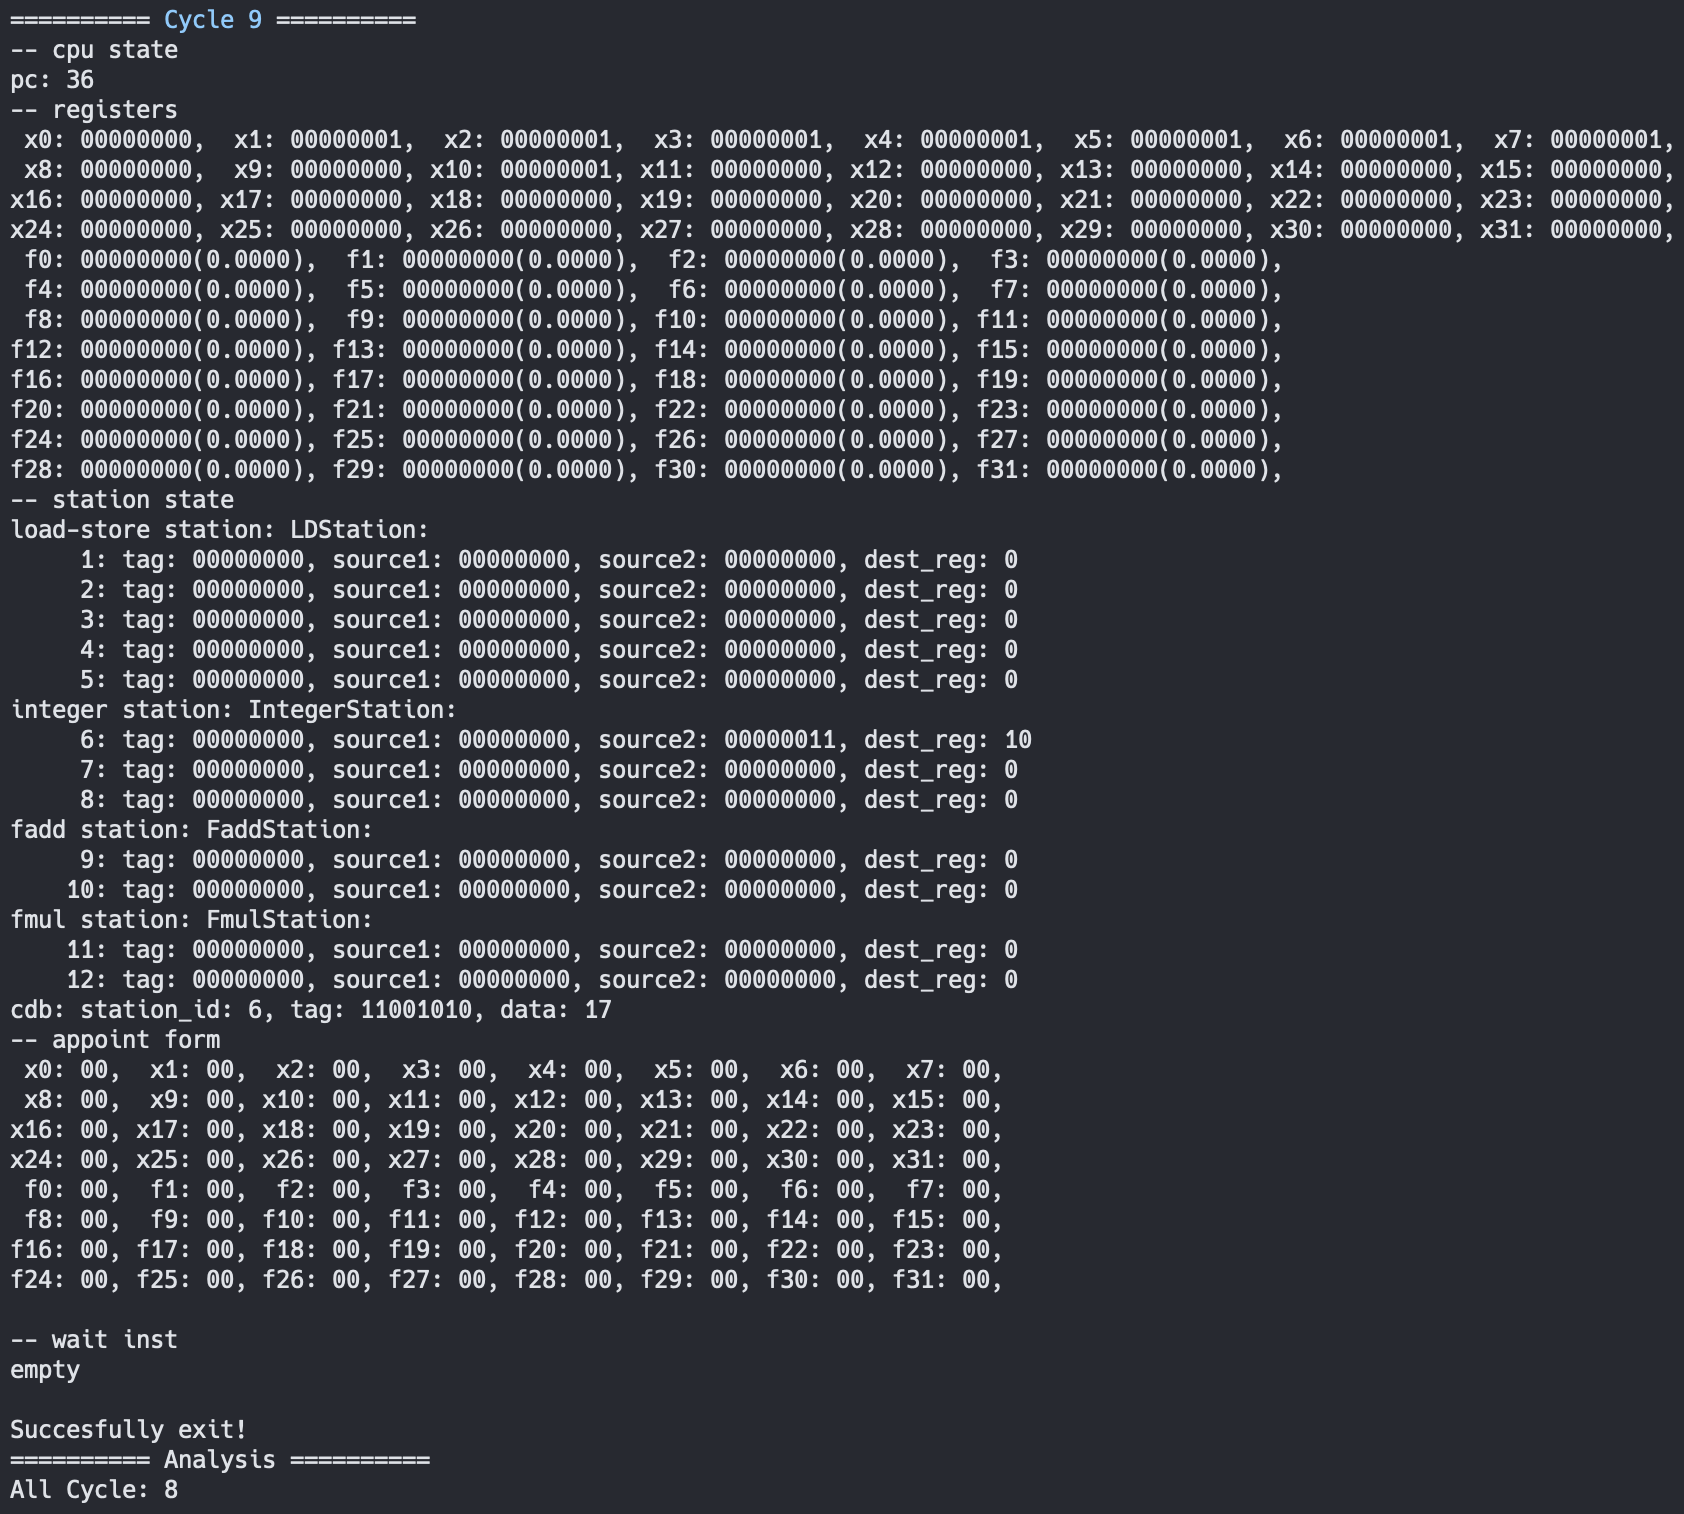 ========== Cycle 9 ==========
-- cpu state
pc: 36
-- registers
 x0: 00000000,  x1: 00000001,  x2: 00000001,  x3: 00000001,  x4: 00000001,  x5: 00000001,  x6: 00000001,  x7: 00000001,
 x8: 00000000,  x9: 00000000, x10: 00000001, x11: 00000000, x12: 00000000, x13: 00000000, x14: 00000000, x15: 00000000,
x16: 00000000, x17: 00000000, x18: 00000000, x19: 00000000, x20: 00000000, x21: 00000000, x22: 00000000, x23: 00000000,
x24: 00000000, x25: 00000000, x26: 00000000, x27: 00000000, x28: 00000000, x29: 00000000, x30: 00000000, x31: 00000000,
 f0: 00000000(0.0000),  f1: 00000000(0.0000),  f2: 00000000(0.0000),  f3: 00000000(0.0000),
 f4: 00000000(0.0000),  f5: 00000000(0.0000),  f6: 00000000(0.0000),  f7: 00000000(0.0000),
 f8: 00000000(0.0000),  f9: 00000000(0.0000), f10: 00000000(0.0000), f11: 00000000(0.0000),
f12: 00000000(0.0000), f13: 00000000(0.0000), f14: 00000000(0.0000), f15: 00000000(0.0000),
f16: 00000000(0.0000), f17: 00000000(0.0000), f18: 00000000(0.0000), f19: 00000000(0.0000),
f20: 00000000(0.0000), f21: 00000000(0.0000), f22: 00000000(0.0000), f23: 00000000(0.0000),
f24: 00000000(0.0000), f25: 00000000(0.0000), f26: 00000000(0.0000), f27: 00000000(0.0000),
f28: 00000000(0.0000), f29: 00000000(0.0000), f30: 00000000(0.0000), f31: 00000000(0.0000),
-- station state
load-store station: LDStation:
     1: tag: 00000000, source1: 00000000, source2: 00000000, dest_reg: 0
     2: tag: 00000000, source1: 00000000, source2: 00000000, dest_reg: 0
     3: tag: 00000000, source1: 00000000, source2: 00000000, dest_reg: 0
     4: tag: 00000000, source1: 00000000, source2: 00000000, dest_reg: 0
     5: tag: 00000000, source1: 00000000, source2: 00000000, dest_reg: 0
integer station: IntegerStation:
     6: tag: 00000000, source1: 00000000, source2: 00000011, dest_reg: 10
     7: tag: 00000000, source1: 00000000, source2: 00000000, dest_reg: 0
     8: tag: 00000000, source1: 00000000, source2: 00000000, dest_reg: 0
fadd station: FaddStation:
     9: tag: 00000000, source1: 00000000, source2: 00000000, dest_reg: 0
    10: tag: 00000000, source1: 00000000, source2: 00000000, dest_reg: 0
fmul station: FmulStation:
    11: tag: 00000000, source1: 00000000, source2: 00000000, dest_reg: 0
    12: tag: 00000000, source1: 00000000, source2: 00000000, dest_reg: 0
cdb: station_id: 6, tag: 11001010, data: 17
-- appoint form
 x0: 00,  x1: 00,  x2: 00,  x3: 00,  x4: 00,  x5: 00,  x6: 00,  x7: 00,
 x8: 00,  x9: 00, x10: 00, x11: 00, x12: 00, x13: 00, x14: 00, x15: 00,
x16: 00, x17: 00, x18: 00, x19: 00, x20: 00, x21: 00, x22: 00, x23: 00,
x24: 00, x25: 00, x26: 00, x27: 00, x28: 00, x29: 00, x30: 00, x31: 00,
 f0: 00,  f1: 00,  f2: 00,  f3: 00,  f4: 00,  f5: 00,  f6: 00,  f7: 00,
 f8: 00,  f9: 00, f10: 00, f11: 00, f12: 00, f13: 00, f14: 00, f15: 00,
f16: 00, f17: 00, f18: 00, f19: 00, f20: 00, f21: 00, f22: 00, f23: 00,
f24: 00, f25: 00, f26: 00, f27: 00, f28: 00, f29: 00, f30: 00, f31: 00,
-- wait inst
empty
Succesfully exit!
========== Analysis ==========
All Cycle: 8